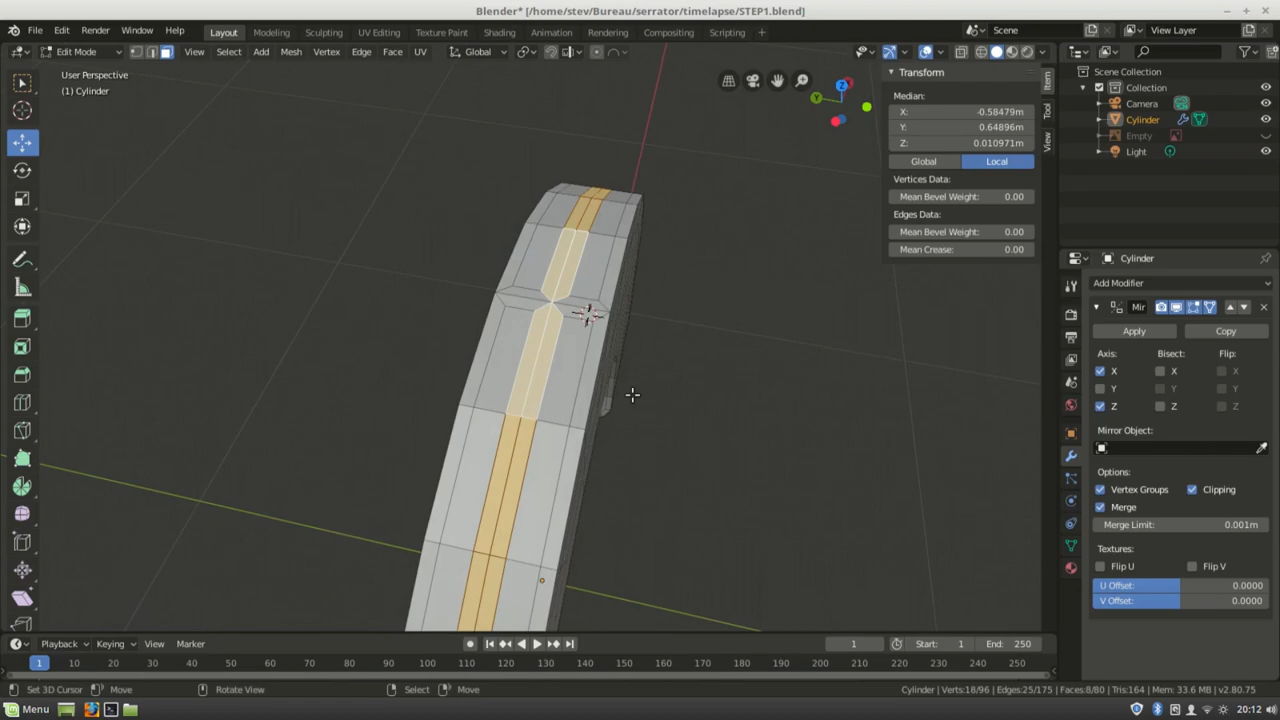 Blender* [/home/stev/Bureau/serrator/timelapse/STEP1.blend]
File Edit Render Window Help Layout Modeling Sculpting UV Editing Texture Paint Shading Animation Rendering Compositing Scripting Scene View Layer
Edit Mode View Select Add Mesh Vertex Edge Face UV Global
User Perspective
(1) Cylinder
Transform
Median:
X: -0.58479m
Y: 0.64896m
Z: 0.010971m
Global Local
Vertices Data:
Mean Bevel Weight: 0.00
Edges Data:
Mean Bevel Weight: 0.00
Mean Crease: 0.00
Item
Tool
View
Z
Y
Scene Collection
Collection
Camera
Cylinder
Empty
Light
Cylinder
Add Modifier
Mir
Apply Copy
Axis: Bisect: Flip:
X X X
Y Y Y
Z Z Z
Mirror Object:
Options:
Vertex Groups Clipping
Merge
Merge Limit: 0.001m
Textures:
Flip U Flip V
U Offset: 0.0000
V Offset: 0.0000
Playback Keying View Marker 1 Start: 1 End: 250
1 10 20 30 40 50 60 70 80 90 100 110 120 130 140 150 160 170 180 190 200 210 220 230 240 250
Set 3D Cursor Move Rotate View Select Move Cylinder | Verts:18/96 | Edges:25/175 | Faces:8/80 | Tris:164 | Mem: 33.6 MB | v2.80.75
Menu 20:12